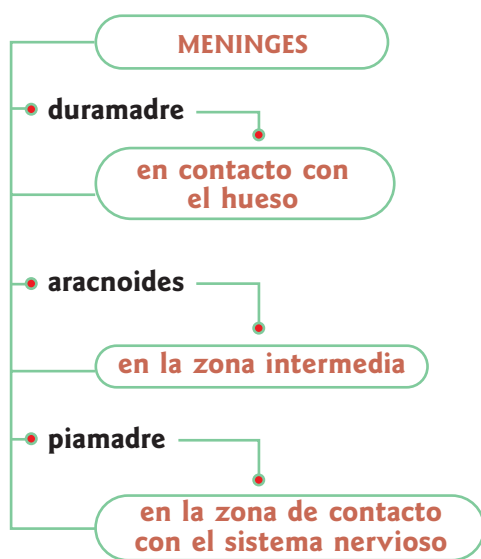 MENINGES
duramadre
en contacto con
el hueso
aracnoides
en la zona intermedia
piamadre
en la zona de contacto
con el sistema nervioso